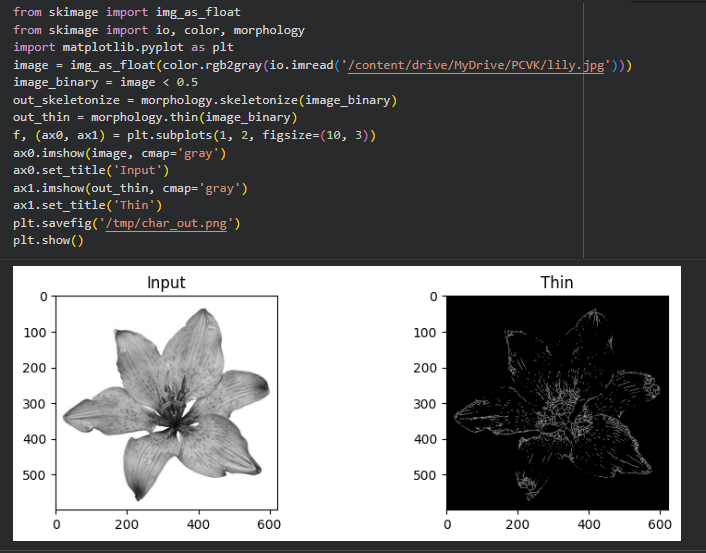 from skimage import img_as_float
from skimage import io, color, morphology
import matplotlib.pyplot as plt
image = img_as_float(color.rgb2gray(io.imread('/content/drive/MyDrive/PCVK/lily.jpg')))
image_binary = image < 0.5
out_skeletonize = morphology.skeletonize(image_binary)
out_thin = morphology.thin(image_binary)
f, (ax0, ax1) = plt.subplots(1, 2, figsize=(10, 3))
ax0.imshow(image, cmap='gray')
ax0.set_title('Input')
ax1.imshow(out_thin, cmap='gray')
ax1.set_title('Thin')
plt.savefig('/tmp/char_out.png')
plt.show()
Input
0
100
200
300
400
500
0 200 400 600
Thin
0
100
200
300
400
500
0 200 400 600